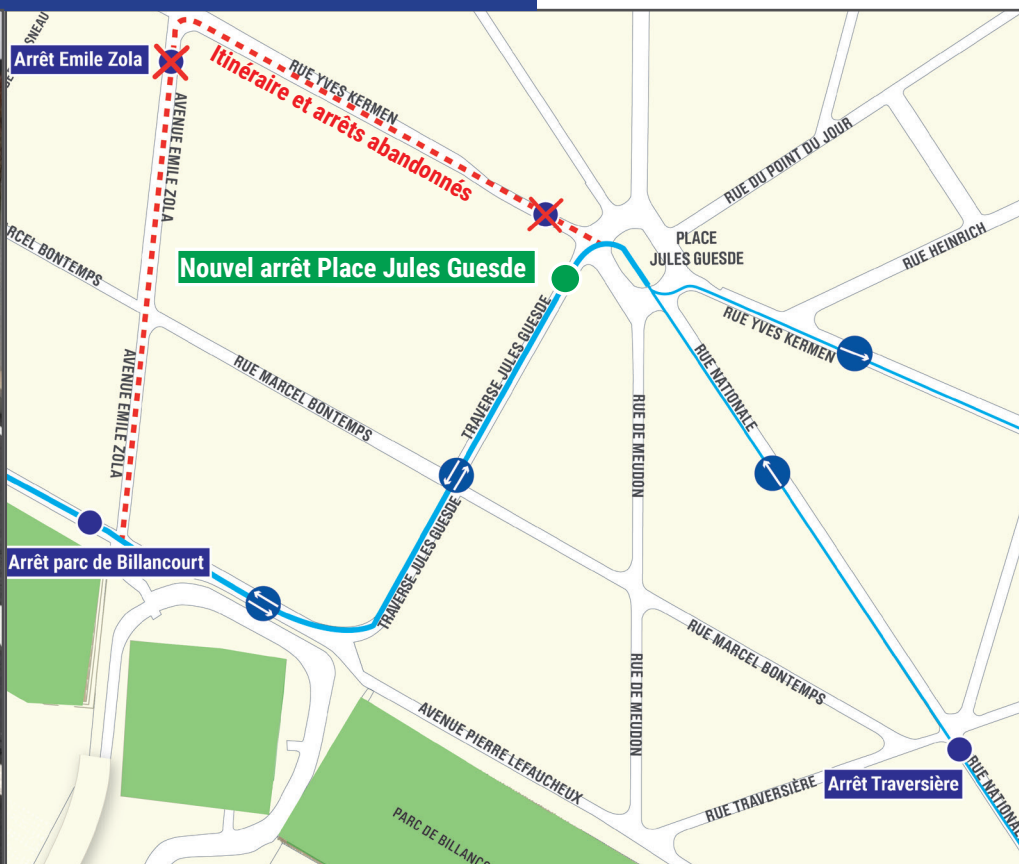 SNEAU
Arrêt Emile Zola
RUE YVES KERMEN
Itinéraire et arrêts abandonnés
AVENUE EMILE ZOLA
RUE DU POINT DU JOUR
PLACE
JULES GUESDE
RUE HEINRICH
RCEL BONTEMPS
Nouvel arrêt Place Jules Guesde
RUE YVES KERMEN
TRAVERSE JULES GUESDE
RUE NATIONALE
AVENUE EMILE ZOLA
RUE MARCEL BONTEMPS
RUE DE MEUDON
TRAVERSE JULES GUESDE
Arrêt parc de Billancourt
RUE MARCEL BONTEMPS
RUE DE MEUDON
AVENUE PIERRE LEFAUCHEUX
RUE TRAVERSIÈRE
Arrêt Traversière
RUE NATIONAL
PARC DE BILLANC